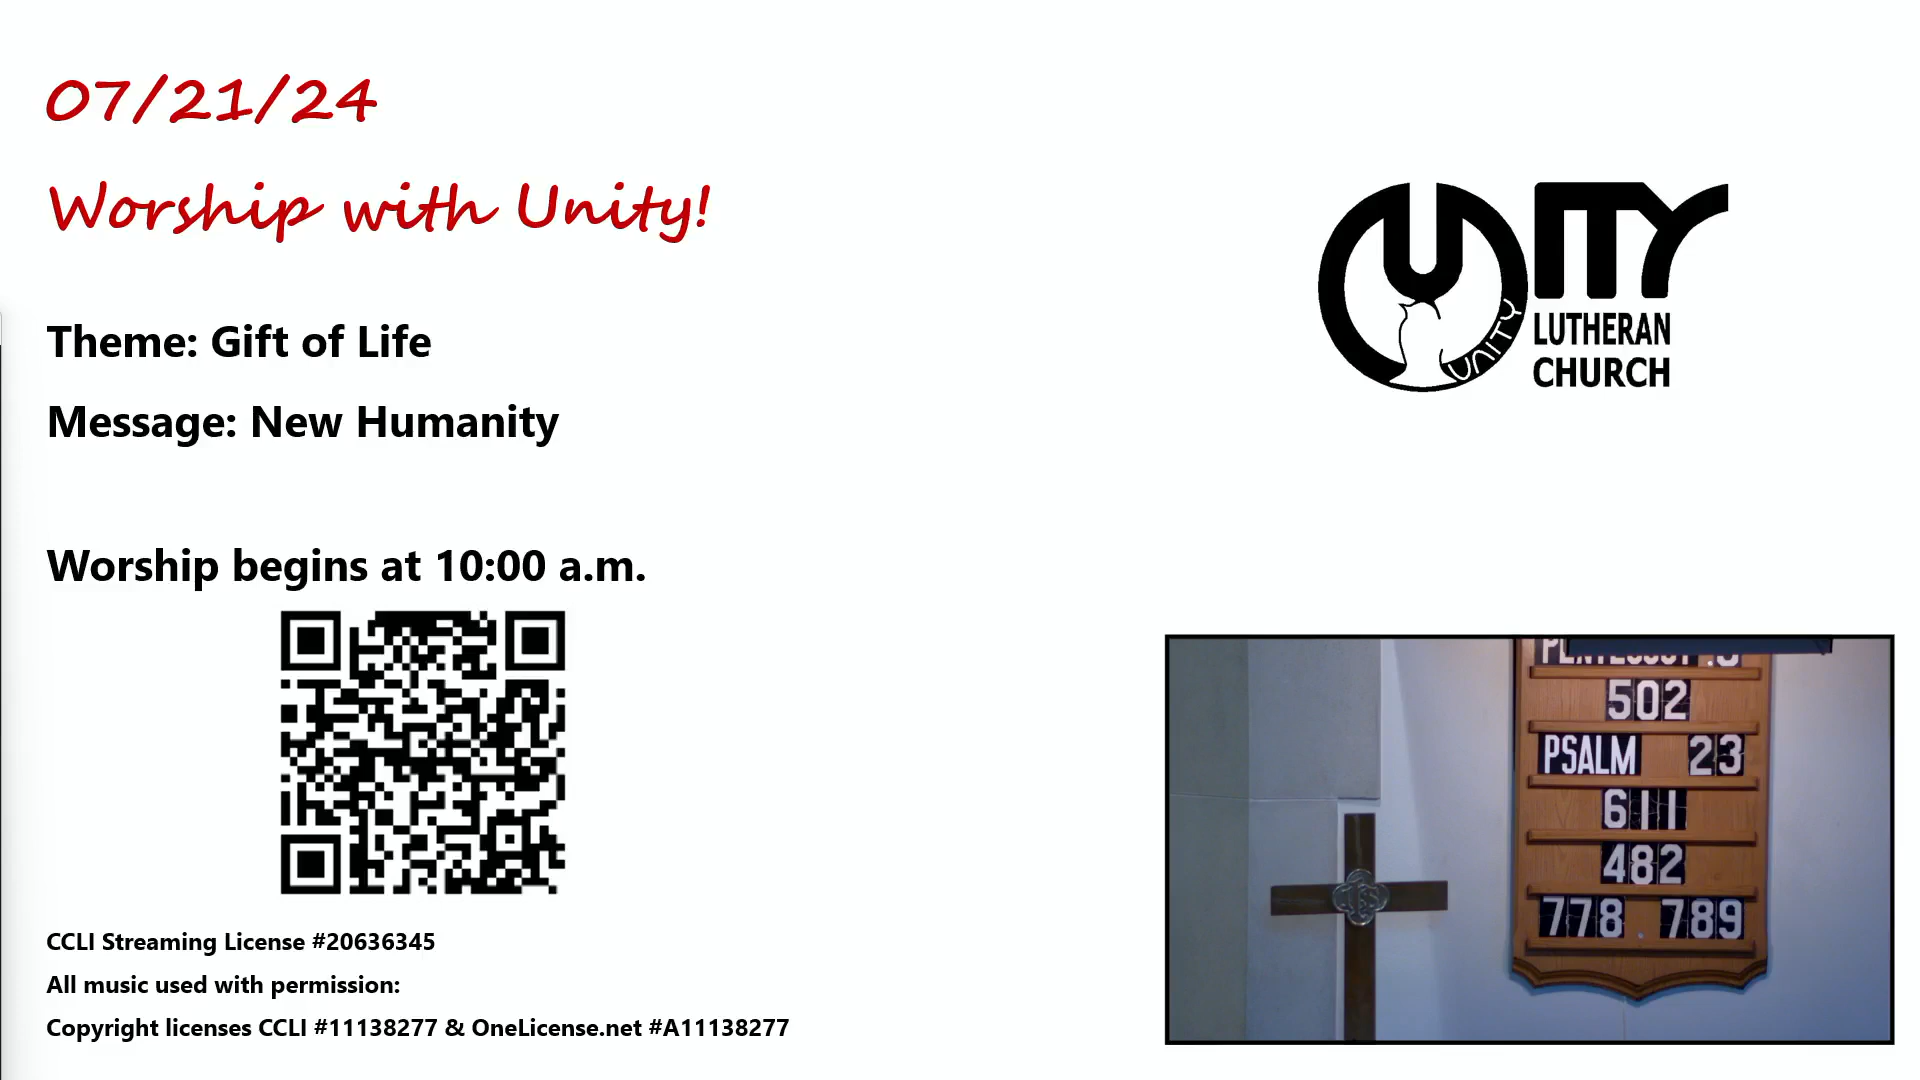 07/21/24
Worship with Unity!
Theme: Gift of Life
Message: New Humanity
Worship begins at 10:00 a.m.
CCLI Streaming License #20636345
All music used with permission:
Copyright licenses CCLI #11138277 & OneLicense.net #A11138277
UNITY
UNITY
LUTHERAN
CHURCH
502
PSALM 23
611
482
778 . 789
IHS